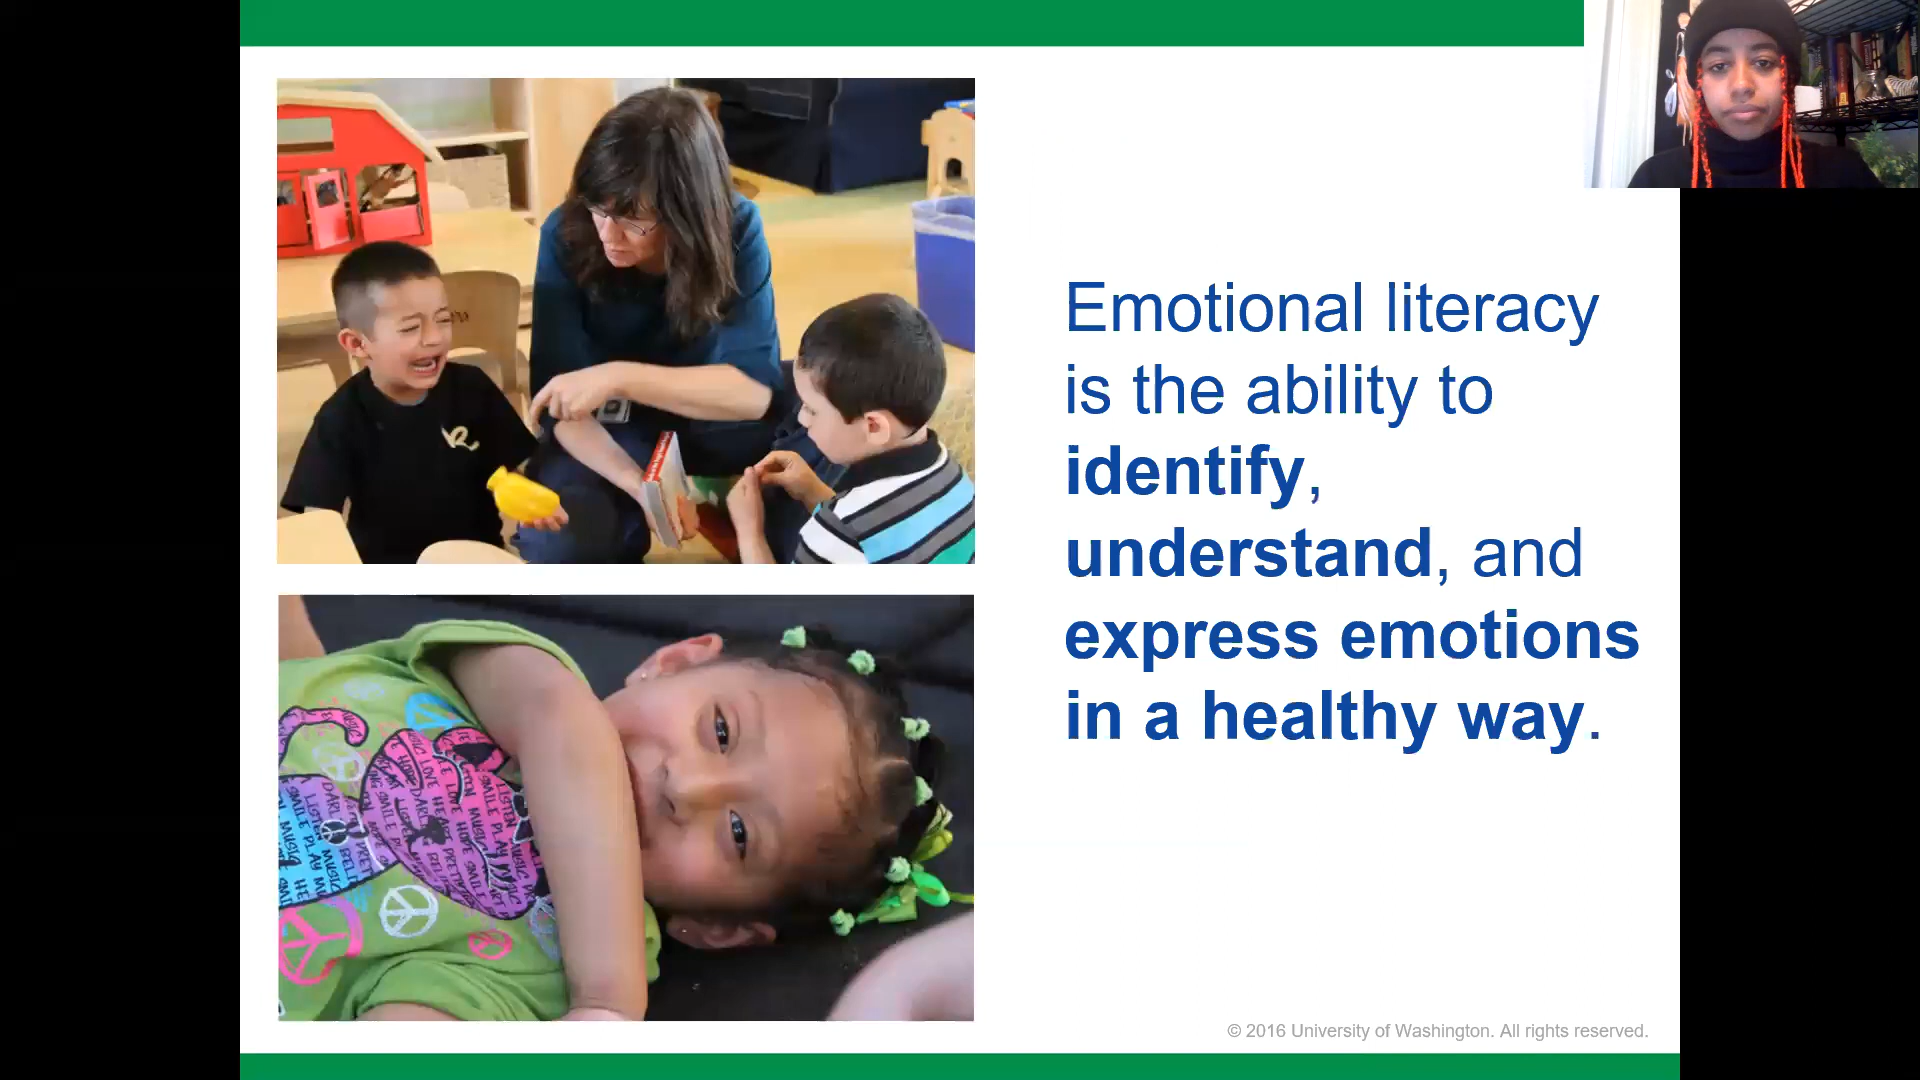 Emotional literacy
is the ability to
identify,
understand, and
express emotions
in a healthy way.
© 2016 University of Washington. All rights reserved.